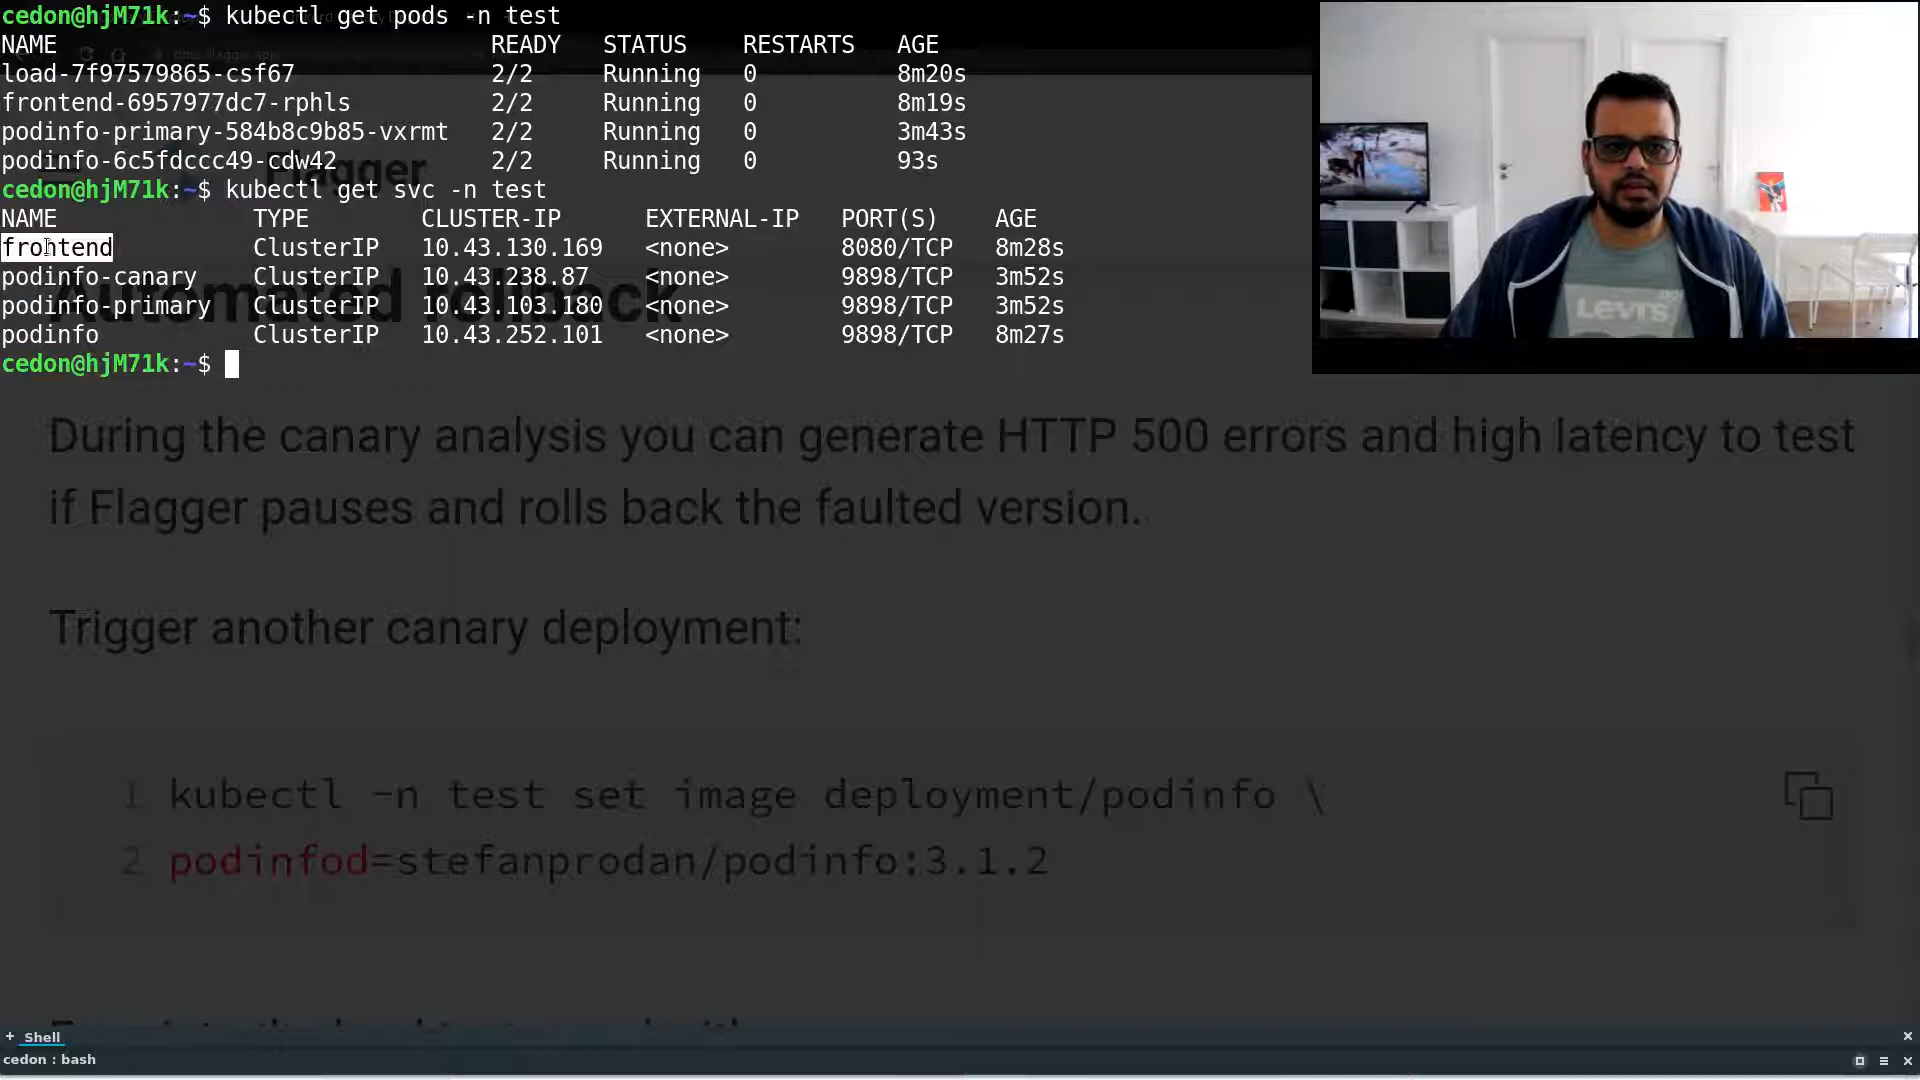 cedon@hjM71k:~$ kubectl get pods -n test
NAME READY STATUS RESTARTS AGE
load-7f97579865-csf67 2/2 Running 0 8m20s
frontend-6957977dc7-rphls 2/2 Running 0 8m19s
podinfo-primary-584b8c9b85-vxrmt 2/2 Running 0 3m43s
podinfo-6c5fdccc49-cdw42 2/2 Running 0 93s
Flagger
cedon@hjM71k:~$ kubectl get svc -n test
NAME TYPE CLUSTER-IP EXTERNAL-IP PORT(S) AGE
frontend ClusterIP 10.43.130.169 <none> 8080/TCP 8m28s
podinfo-canary ClusterIP 10.43.238.87 <none> 9898/TCP 3m52s
podinfo-primary ClusterIP 10.43.103.180 <none> 9898/TCP 3m52s
Automated rollback
podinfo ClusterIP 10.43.252.101 <none> 9898/TCP 8m27s
cedon@hjM71k:~$
LEVI'S
During the canary analysis you can generate HTTP 500 errors and high latency to test
if Flagger pauses and rolls back the faulted version.
Trigger another canary deployment:
1 kubectl -n test set image deployment/podinfo \
2 podinfod=stefanprodan/podinfo:3.1.2
+ Shell
cedon : bash